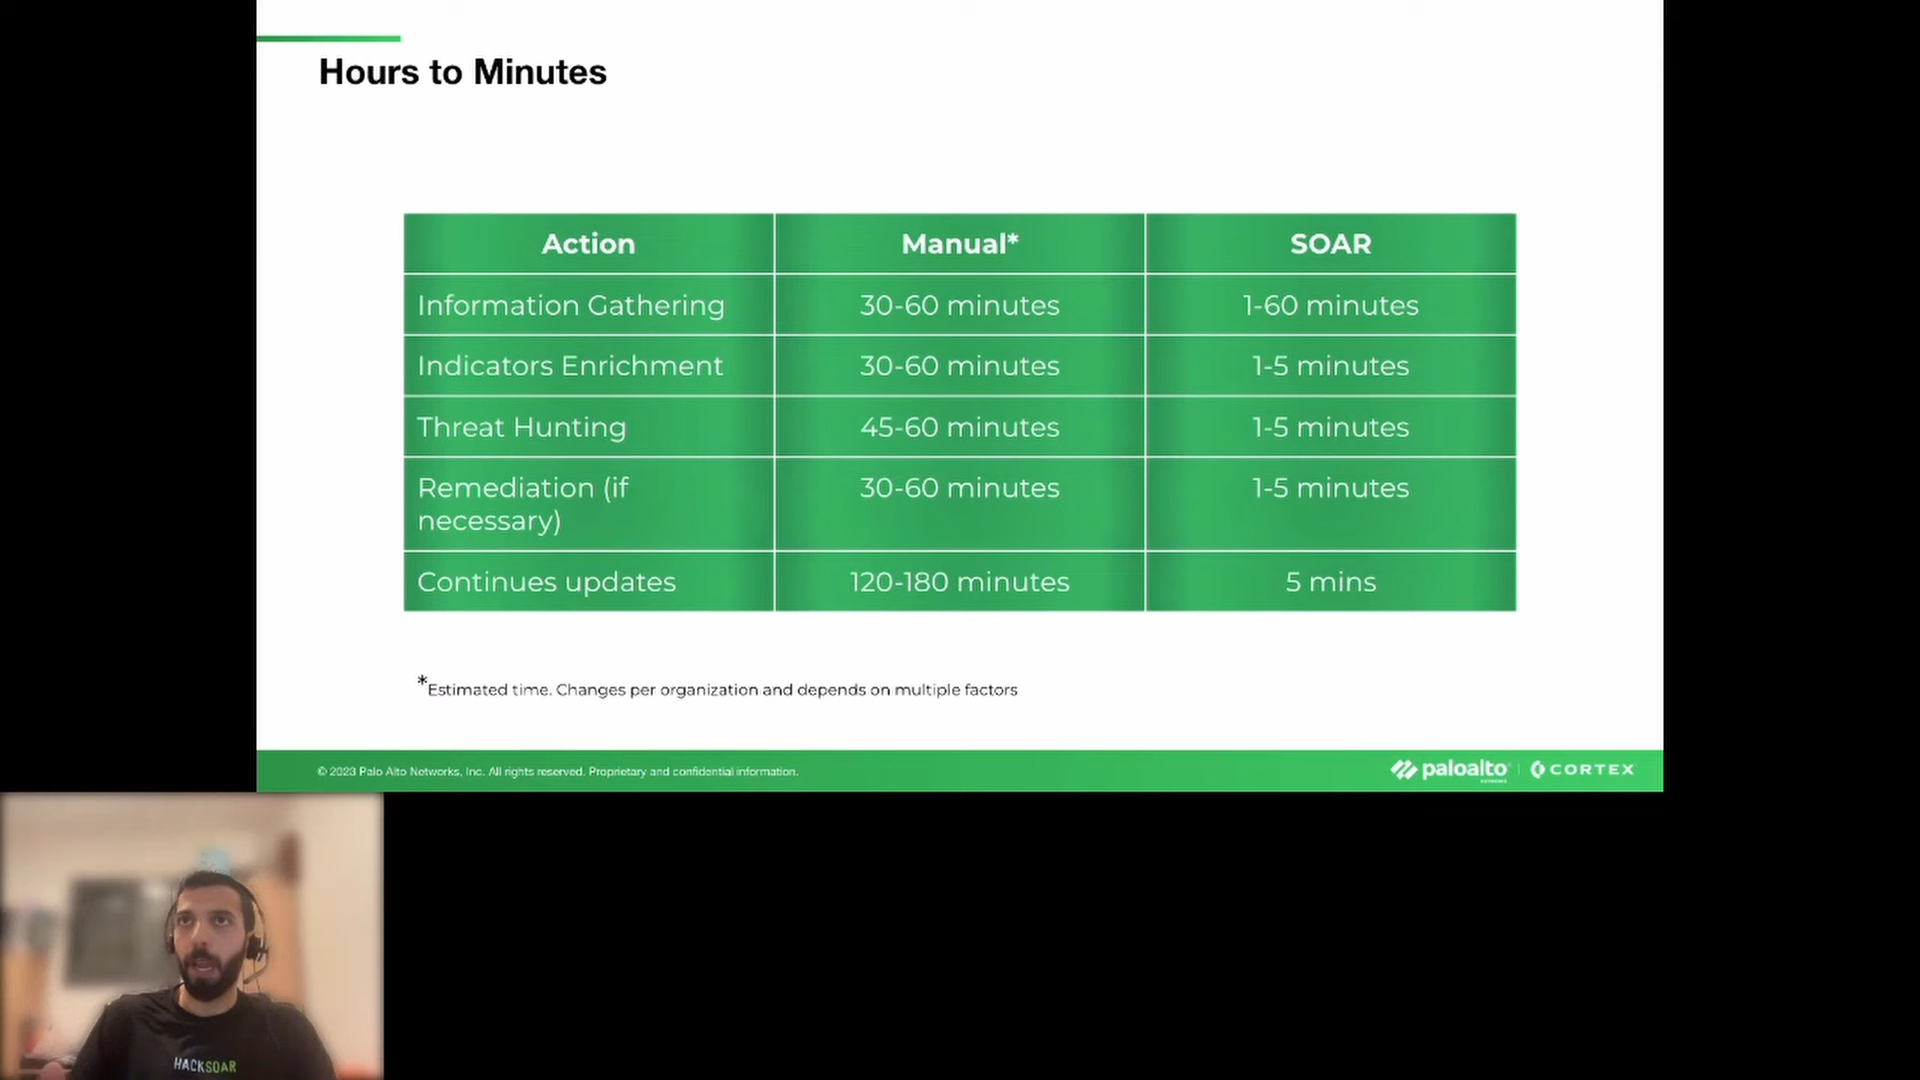 Hours to Minutes
Action Manual* SOAR
Information Gathering 30-60 minutes 1-60 minutes
Indicators Enrichment 30-60 minutes 1-5 minutes
Threat Hunting 45-60 minutes 1-5 minutes
Remediation (if 30-60 minutes 1-5 minutes
necessary)
Continues updates 120-180 minutes 5 mins
*Estimated time. Changes per organization and depends on multiple factors
© 2023 Palo Alto Networks, Inc. All rights reserved. Proprietary and confidential information.
paloalto CORTEX
NETWORKS
HACKSOAR